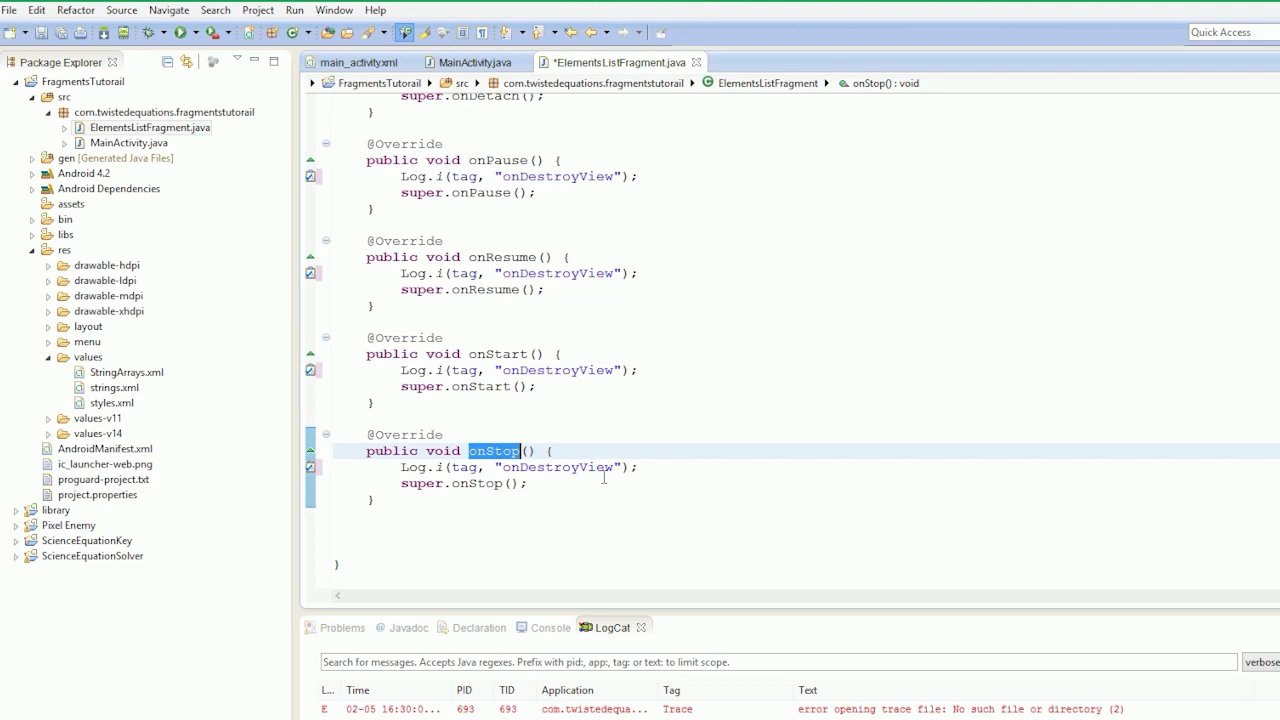 File Edit Refactor Source Navigate Search Project Run Window Help
Quick Access
Package Explorer
FragmentsTutorail
src
com.twistedequations.fragmentstutorail
ElementsListFragment.java
MainActivity.java
gen [Generated Java Files]
Android 4.2
Android Dependencies
assets
bin
libs
res
drawable-hdpi
drawable-ldpi
drawable-mdpi
drawable-xhdpi
layout
menu
values
StringArrays.xml
strings.xml
styles.xml
values-v11
values-v14
AndroidManifest.xml
ic_launcher-web.png
proguard-project.txt
project.properties
library
Pixel Enemy
ScienceEquationKey
ScienceEquationSolver
main_activity.xml MainActivity.java *ElementsListFragment.java
FragmentsTutorail src com.twistedequations.fragmentstutorail ElementsListFragment onStop() : void
super.onDetach();
}
@Override
public void onPause() {
Log.i(tag, "onDestroyView");
super.onPause();
}
@Override
public void onResume() {
Log.i(tag, "onDestroyView");
super.onResume();
}
@Override
public void onStart() {
Log.i(tag, "onDestroyView");
super.onStart();
}
@Override
public void onStop() {
Log.i(tag, "onDestroyView");
super.onStop();
}
}
Problems Javadoc Declaration Console LogCat
Search for messages. Accepts Java regexes. Prefix with pid:, app:, tag: or text: to limit scope.
verbose
L... Time PID TID Application Tag Text
E 02-05 16:30:0... 693 693 com.twistedequa... Trace error opening trace file: No such file or directory (2)